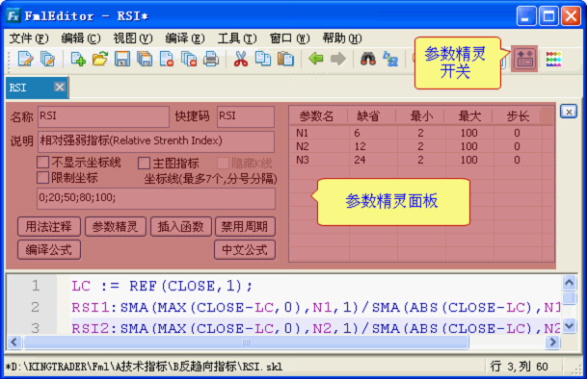 FmlEditor - RSI*
文件(F) 编辑(C) 视图(V) 编译(E) 工具(T) 窗口(W) 帮助(H)
参数精灵
开关
RSI
名称 RSI 快捷码 RSI
说明 相对强弱指标(Relative Strenth Index)
不显示坐标线 主图指标 隐藏K线
限制坐标 坐标线(最多7个,分号分隔)
0;20;50;80;100;
用法注释 参数精灵 插入函数 禁用周期
编译公式 中文公式
参数名 缺省 最小 最大 步长
N1 6 2 100 0
N2 12 2 100 0
N3 24 2 100 0
参数精灵面板
1 LC := REF(CLOSE,1);
2 RSI1:SMA(MAX(CLOSE-LC,0),N1,1)/SMA(ABS(CLOSE-LC),N1
3 RSI2:SMA(MAX(CLOSE-LC,0),N2,1)/SMA(ABS(CLOSE-LC),N2
*D:\KINGTRADER\Fml\A技术指标\B反趋向指标\RSI.skl 行 3,列 60